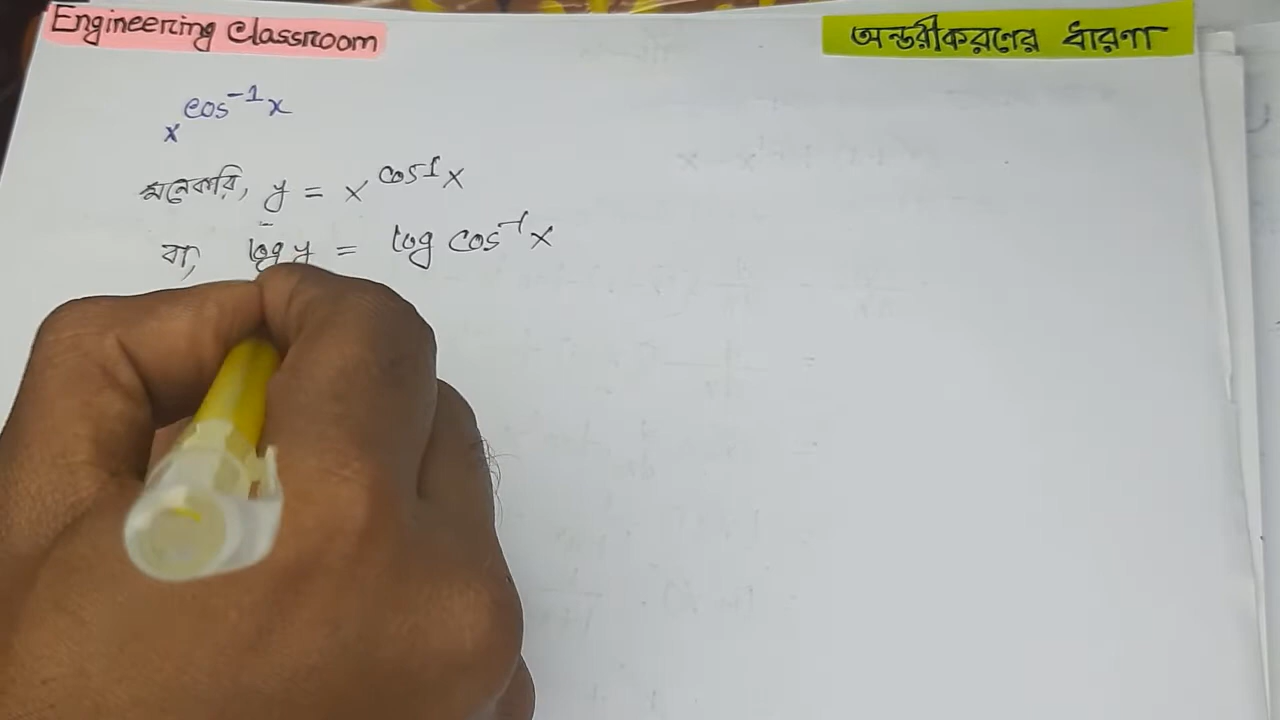 Engineering Classroom
অন্তরীকরণের ধারণা
x^cos⁻¹x
মনেকরি, y = x^cos⁻¹x
বা, log y = log cos⁻¹x